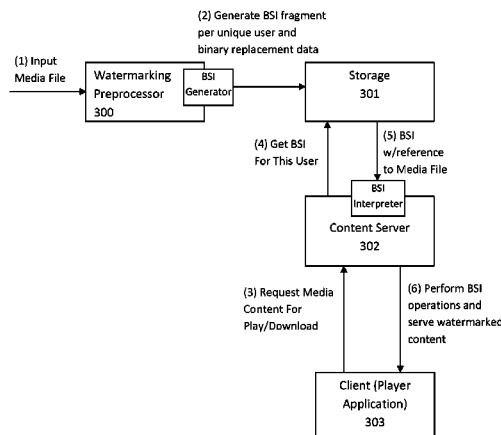 (2) Generate BSI fragment
per unique user and
binary replacement data
(1) Input
Media File
Watermarking
Preprocessor
300
BSI
Generator
Storage
301
(4) Get BSI
For This User
(5) BSI
w/reference
to Media File
BSI
Interpreter
Content Server
302
(3) Request Media
Content For
Play/Download
(6) Perform BSI
operations and
serve watermarked
content
Client (Player
Application)
303